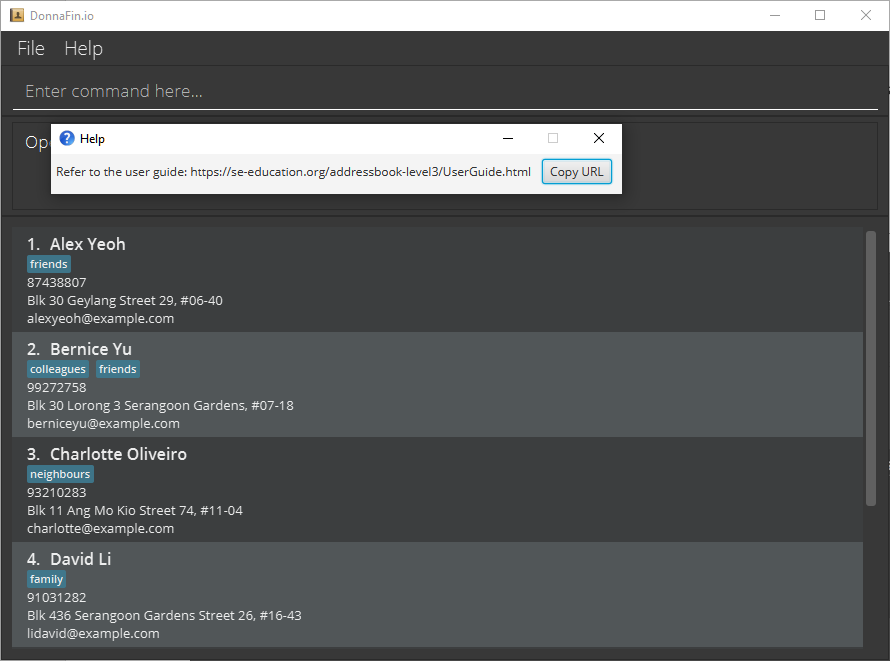 DonnaFin.io
File Help
Enter command here...
Help
Refer to the user guide: https://se-education.org/addressbook-level3/UserGuide.html Copy URL
1. Alex Yeoh
friends
87438807
Blk 30 Geylang Street 29, #06-40
alexyeoh@example.com
2. Bernice Yu
colleagues friends
99272758
Blk 30 Lorong 3 Serangoon Gardens, #07-18
berniceyu@example.com
3. Charlotte Oliveiro
neighbours
93210283
Blk 11 Ang Mo Kio Street 74, #11-04
charlotte@example.com
4. David Li
family
91031282
Blk 436 Serangoon Gardens Street 26, #16-43
lidavid@example.com